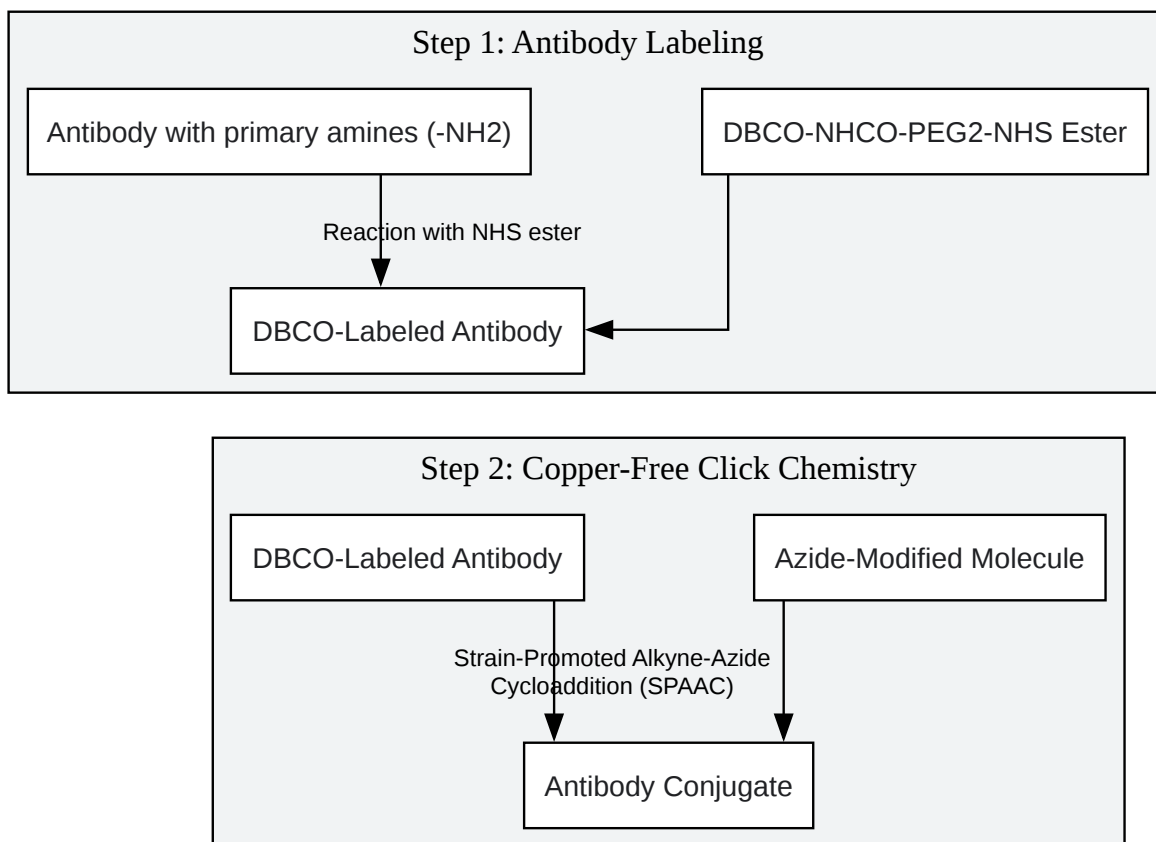 Step 1: Antibody Labeling
Antibody with primary amines (-NH2)
DBCO-NHCO-PEG2-NHS Ester
Reaction with NHS ester
DBCO-Labeled Antibody
Step 2: Copper-Free Click Chemistry
DBCO-Labeled Antibody
Azide-Modified Molecule
Strain-Promoted Alkyne-Azide
Cycloaddition (SPAAC)
Antibody Conjugate